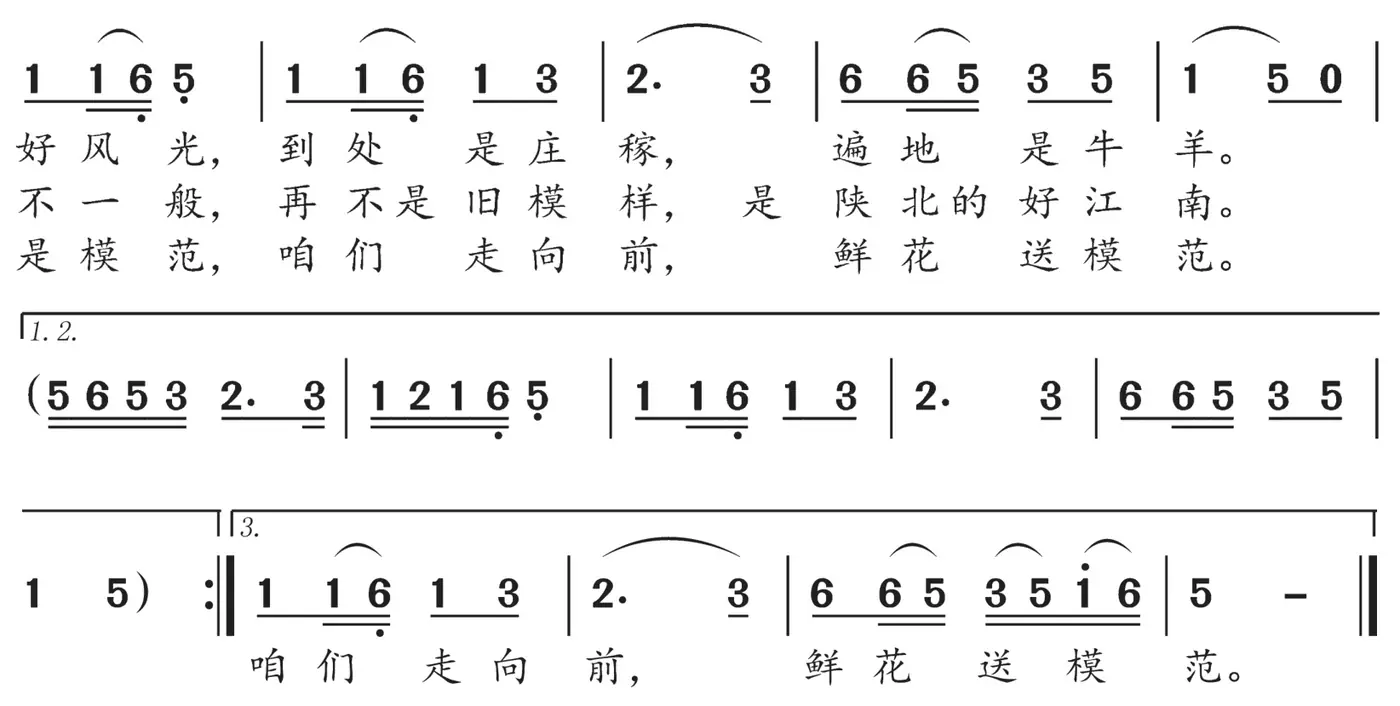 1 1 6 5 | 1 1 6 1 3 | 2. 3 | 6 6 5 3 5 | 1 5 0 |
好 风 光, 到 处 是 庄 稼, 遍 地 是 牛 羊。
不 一 般, 再 不 是 旧 模 样, 是 陕 北 的 好 江 南。
是 模 范, 咱 们 走 向 前, 鲜 花 送 模 范。
1. 2.
(5 6 5 3 2. 3 | 1 2 1 6 5 | 1 1 6 1 3 | 2. 3 | 6 6 5 3 5 |
3.
1 5) :| 1 1 6 1 3 | 2. 3 | 6 6 5 3 5 1 6 | 5 – |
咱 们 走 向 前, 鲜 花 送 模 范。